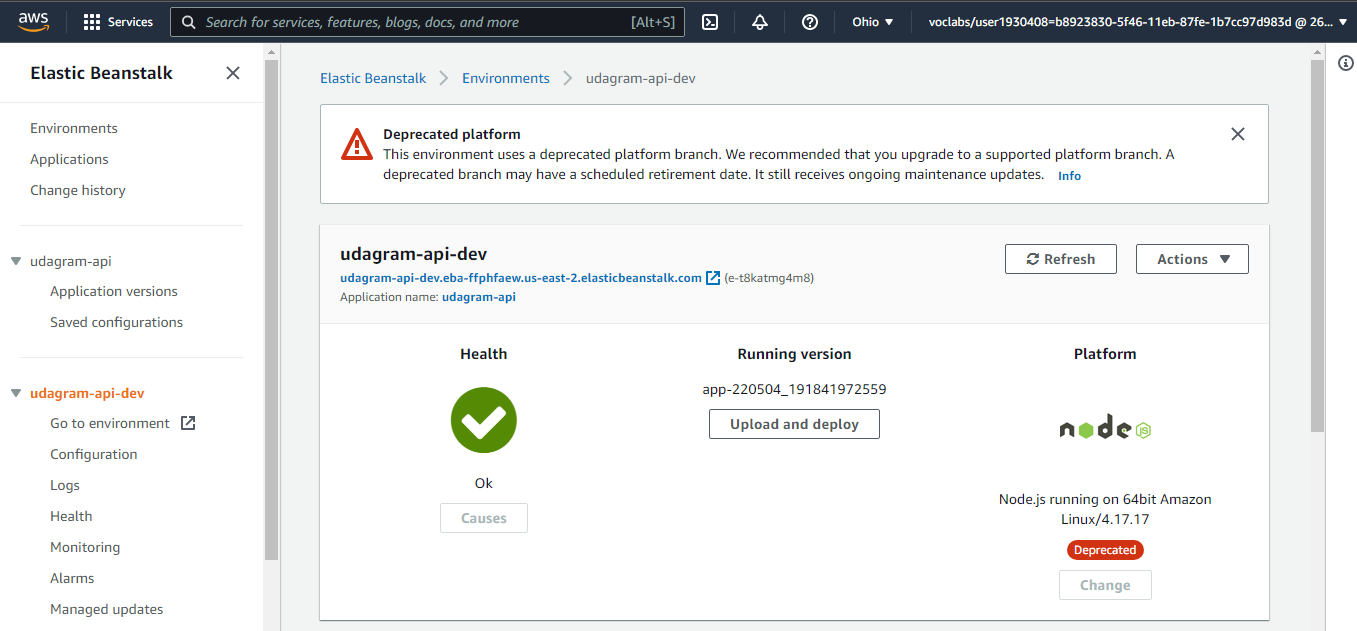 aws
Services
Search for services, features, blogs, docs, and more
[Alt+S]
Ohio
voclabs/user1930408=b8923830-5f46-11eb-87fe-1b7cc97d983d @ 26...
Elastic Beanstalk
Environments
Applications
Change history
udagram-api
Application versions
Saved configurations
udagram-api-dev
Go to environment
Configuration
Logs
Health
Monitoring
Alarms
Managed updates
Elastic Beanstalk
Environments
udagram-api-dev
Deprecated platform
This environment uses a deprecated platform branch. We recommended that you upgrade to a supported platform branch. A
deprecated branch may have a scheduled retirement date. It still receives ongoing maintenance updates. Info
udagram-api-dev
udagram-api-dev.eba-ffphfaew.us-east-2.elasticbeanstalk.com (e-t8katmg4m8)
Application name: udagram-api
Refresh
Actions
Health
Ok
Causes
Running version
app-220504_191841972559
Upload and deploy
Platform
node JS
Node.js running on 64bit Amazon
Linux/4.17.17
Deprecated
Change